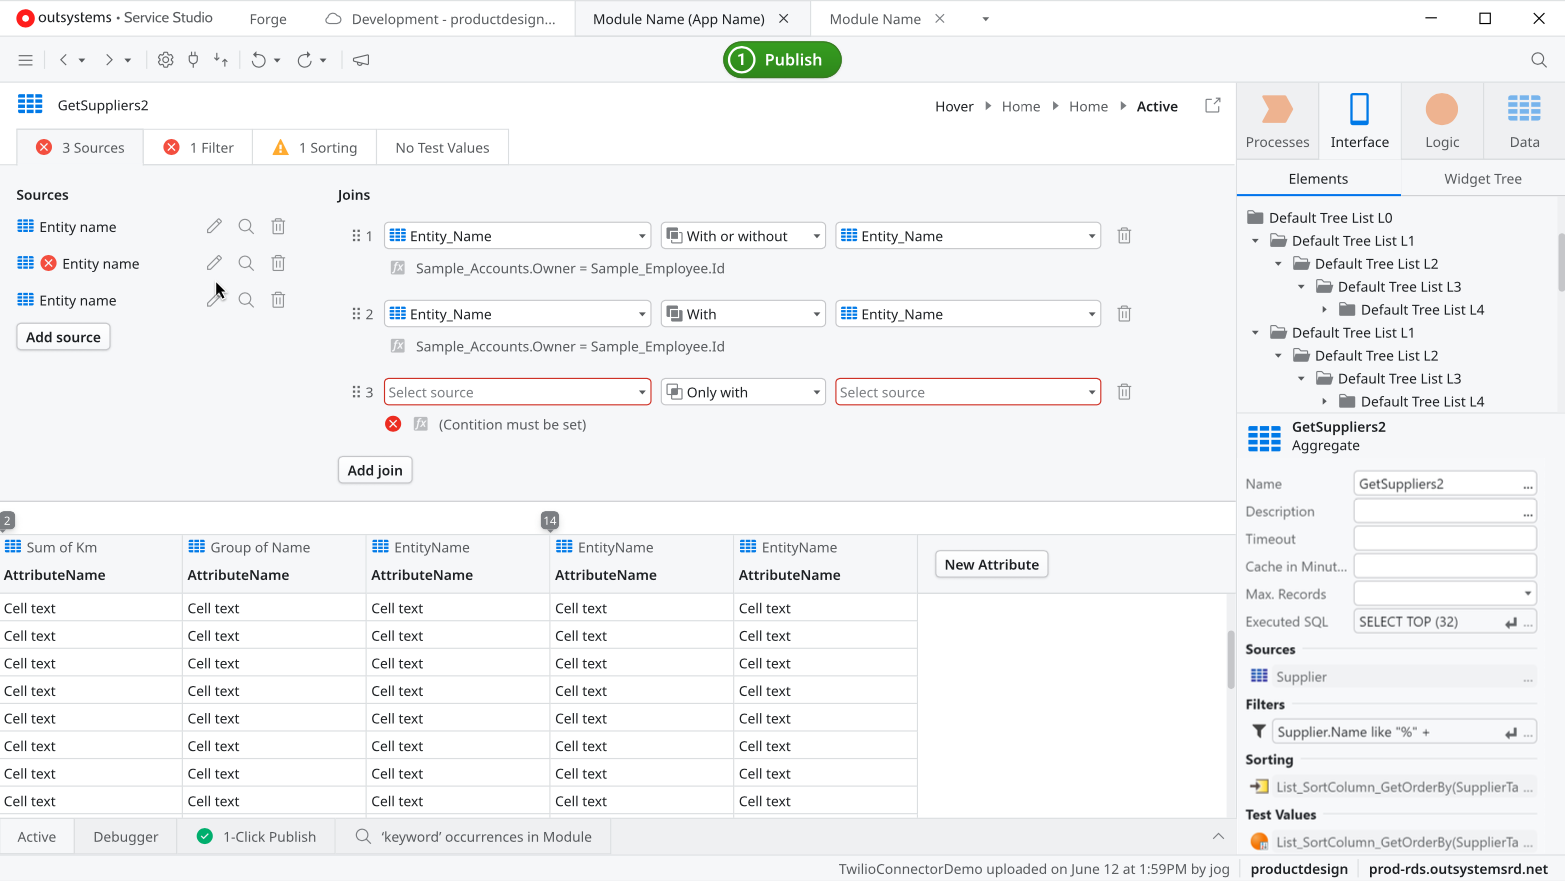 outsystems • Service Studio
Forge
Development - productdesign...
Module Name (App Name)
Module Name
1 Publish
GetSuppliers2
Hover Home Home Active
3 Sources
1 Filter
1 Sorting
No Test Values
Sources
Entity name
Entity name
Entity name
Add source
Joins
1 Entity_Name With or without Entity_Name
fx Sample_Accounts.Owner = Sample_Employee.Id
2 Entity_Name With Entity_Name
fx Sample_Accounts.Owner = Sample_Employee.Id
3 Select source Only with Select source
fx (Contition must be set)
Add join
2
14
Sum of Km Group of Name EntityName EntityName EntityName
AttributeName AttributeName AttributeName AttributeName AttributeName
New Attribute
Cell text Cell text Cell text Cell text Cell text
Cell text Cell text Cell text Cell text Cell text
Cell text Cell text Cell text Cell text Cell text
Cell text Cell text Cell text Cell text Cell text
Cell text Cell text Cell text Cell text Cell text
Cell text Cell text Cell text Cell text Cell text
Cell text Cell text Cell text Cell text Cell text
Cell text Cell text Cell text Cell text Cell text
Processes Interface Logic Data
Elements Widget Tree
Default Tree List L0
Default Tree List L1
Default Tree List L2
Default Tree List L3
Default Tree List L4
Default Tree List L1
Default Tree List L2
Default Tree List L3
Default Tree List L4
GetSuppliers2
Aggregate
Name GetSuppliers2 ...
Description ...
Timeout
Cache in Minut...
Max. Records
Executed SQL SELECT TOP (32) ...
Sources
Supplier ...
Filters
Supplier.Name like "%" + ...
Sorting
List_SortColumn_GetOrderBy(SupplierTa ...
Test Values
List_SortColumn_GetOrderBy(SupplierTa ...
Active Debugger 1-Click Publish ‘keyword’ occurrences in Module
TwilioConnectorDemo uploaded on June 12 at 1:59PM by jog productdesign prod-rds.outsystemsrd.net